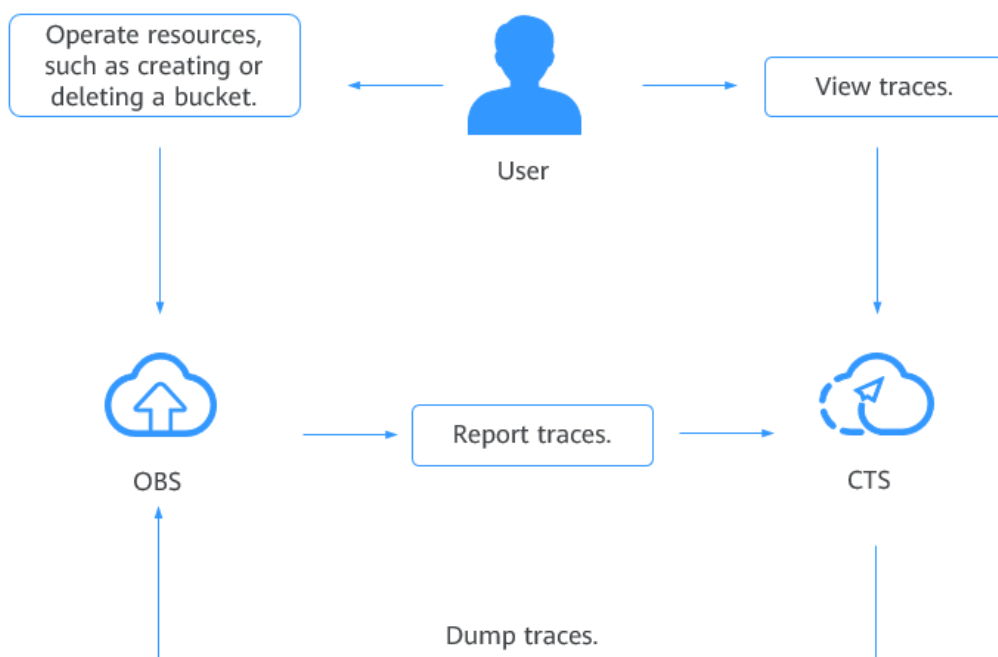 Operate resources,
such as creating or
deleting a bucket.
View traces.
User
Report traces.
OBS
CTS
Dump traces.